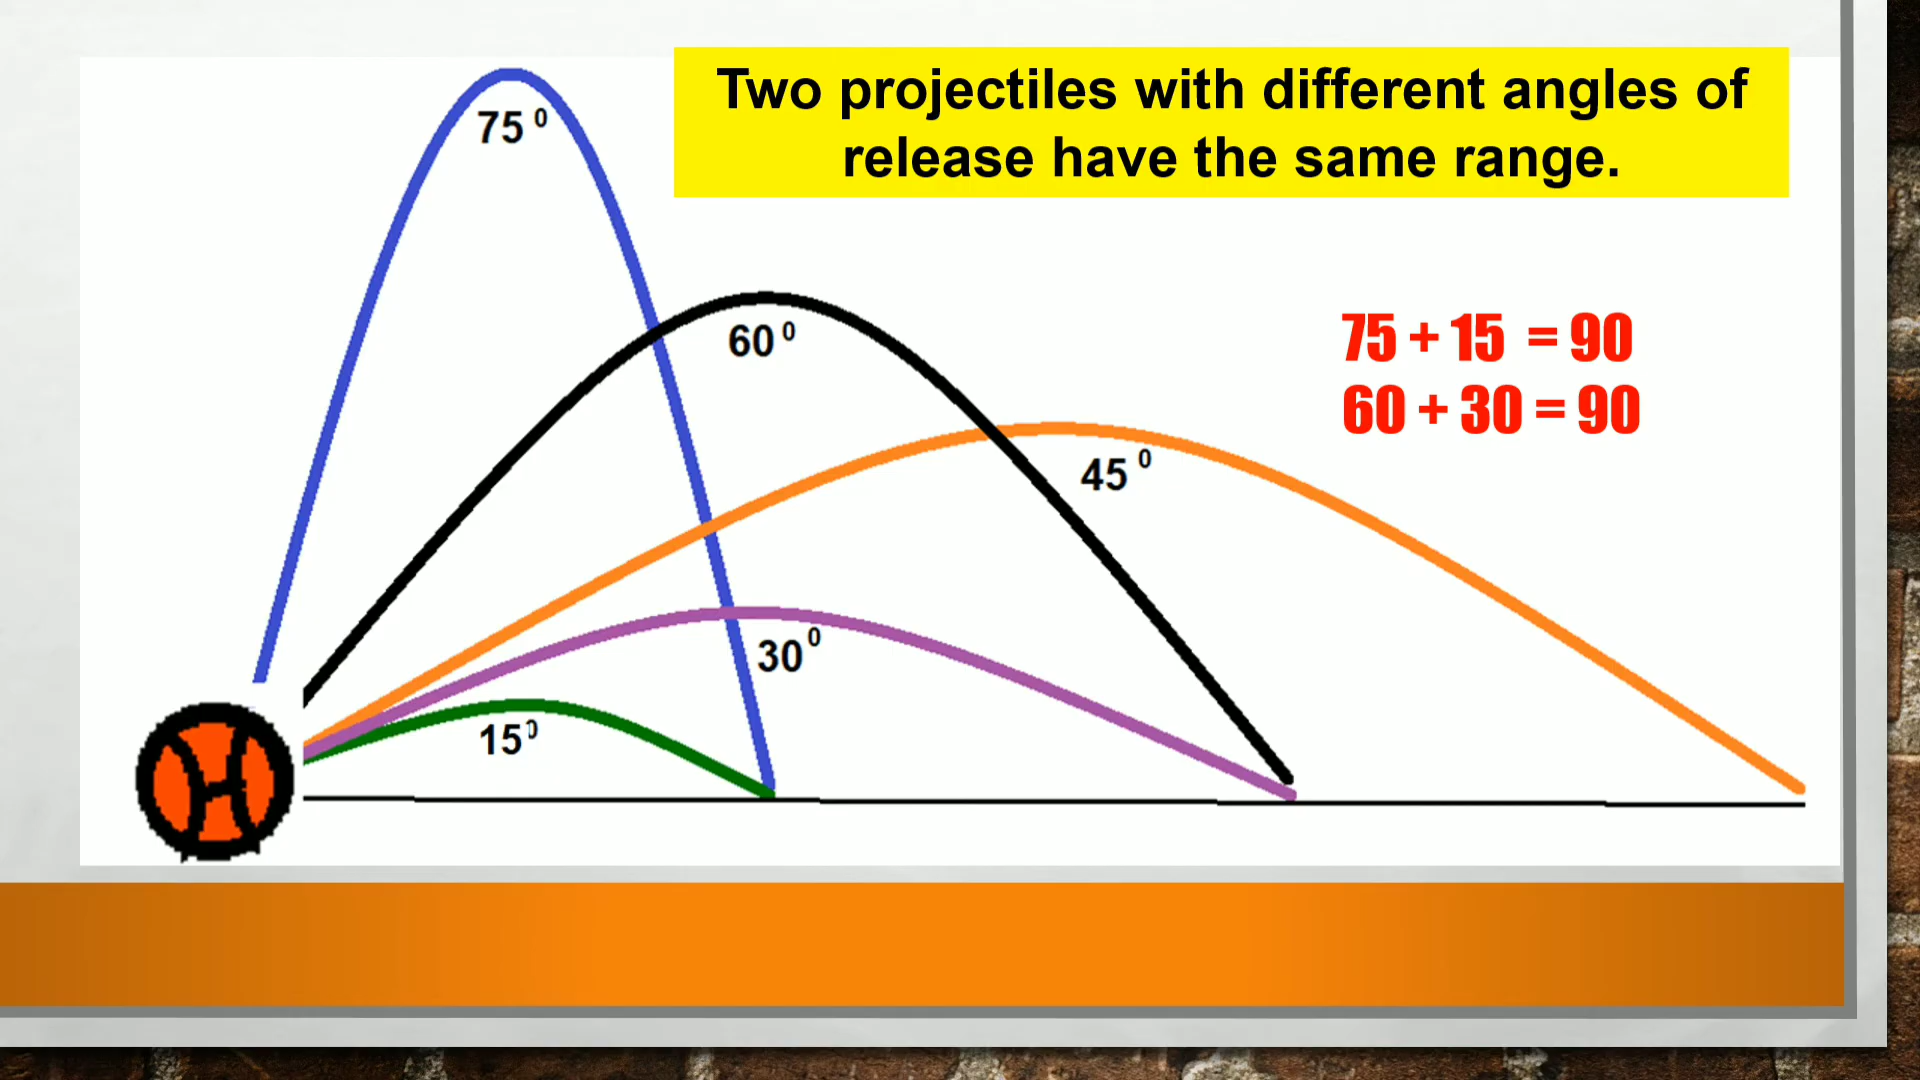 Two projectiles with different angles of
release have the same range.
75⁰
60⁰
75 + 15 = 90
60 + 30 = 90
45⁰
30⁰
15⁰